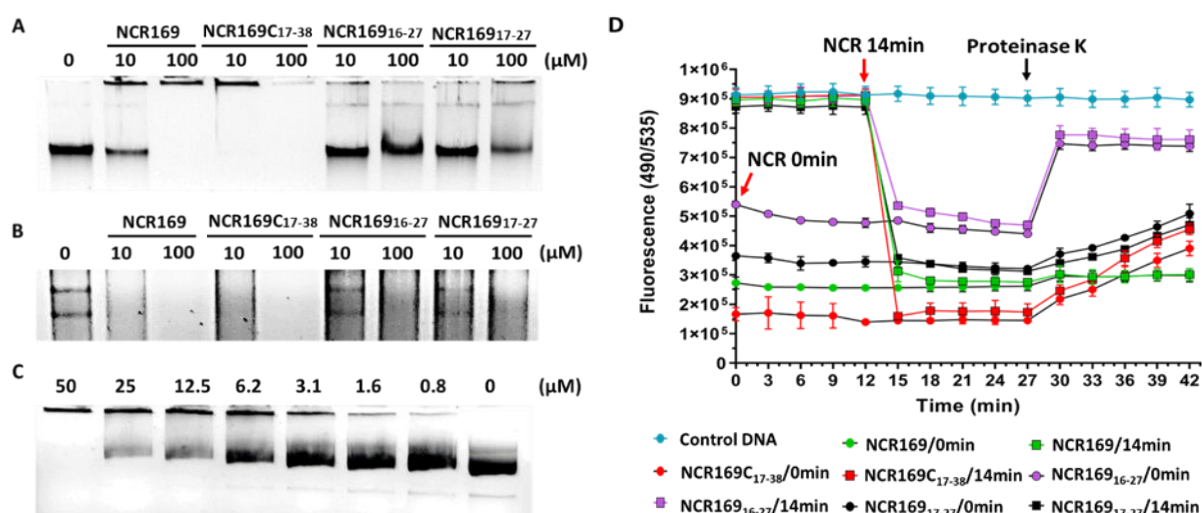 A
NCR169 NCR169C17-38 NCR16916-27 NCR16917-27
0 10 100 10 100 10 100 10 100 (μM)
B
NCR169 NCR169C17-38 NCR16916-27 NCR16917-27
0 10 100 10 100 10 100 10 100 (μM)
C
50 25 12.5 6.2 3.1 1.6 0.8 0 (μM)
D
NCR 14min Proteinase K
NCR 0min
Fluorescence (490/535)
1×10⁶
9×10⁵
8×10⁵
7×10⁵
6×10⁵
5×10⁵
4×10⁵
3×10⁵
2×10⁵
1×10⁵
0
0 3 6 9 12 15 18 21 24 27 30 33 36 39 42
Time (min)
Control DNA NCR169/0min NCR169/14min
NCR169C17-38/0min NCR169C17-38/14min NCR16916-27/0min
NCR16916-27/14min NCR16917-27/0min NCR16917-27/14min